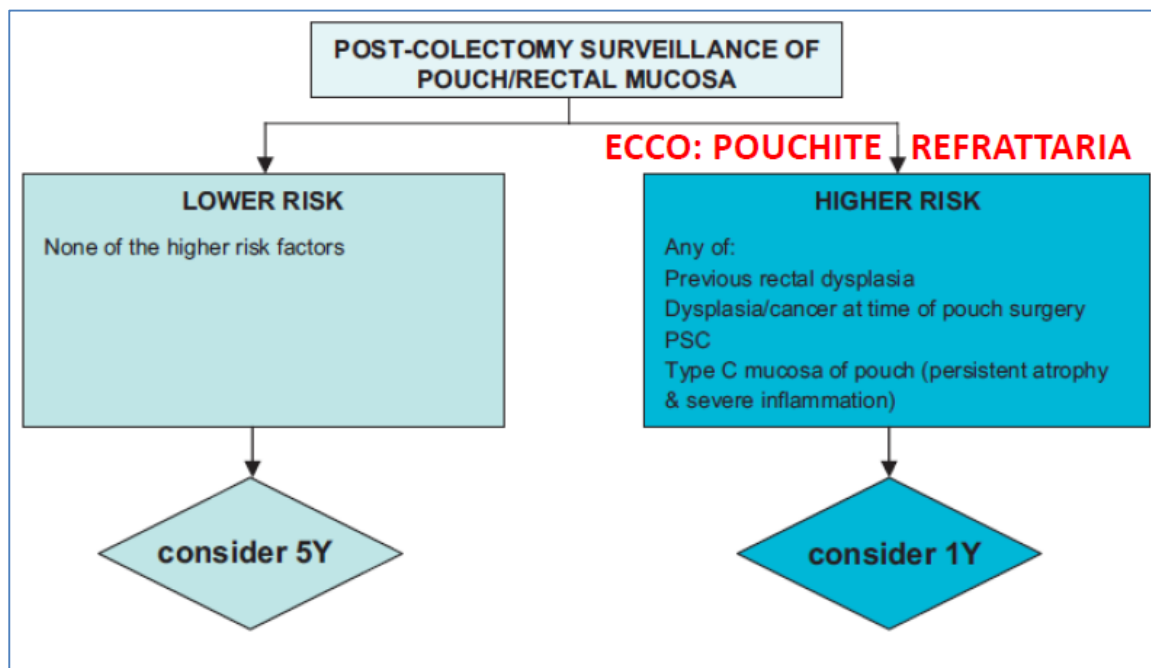 POST-COLECTOMY SURVEILLANCE OF
POUCH/RECTAL MUCOSA
ECCO: POUCHITE REFRATTARIA
LOWER RISK
None of the higher risk factors
HIGHER RISK
Any of:
Previous rectal dysplasia
Dysplasia/cancer at time of pouch surgery
PSC
Type C mucosa of pouch (persistent atrophy
& severe inflammation)
consider 5Y
consider 1Y